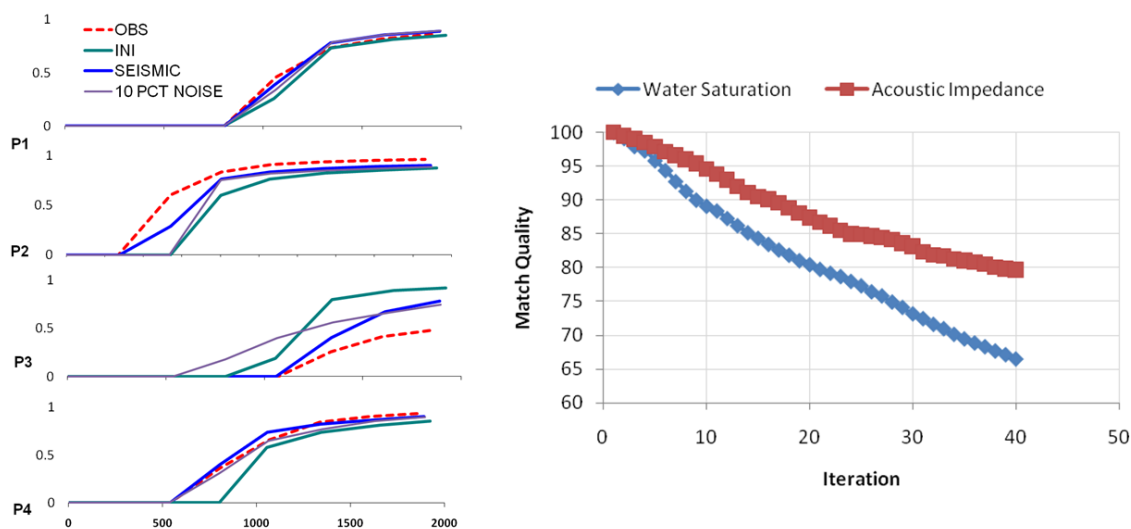 1
OBS
INI
0.5
SEISMIC
10 PCT NOISE
0
P1
1
0.5
0
P2
1
0.5
0
P3
1
0.5
0
P4
0 500 1000 1500 2000
Water Saturation Acoustic Impedance
100
95
90
85
80
75
70
65
60
Match Quality
0 10 20 30 40 50
Iteration